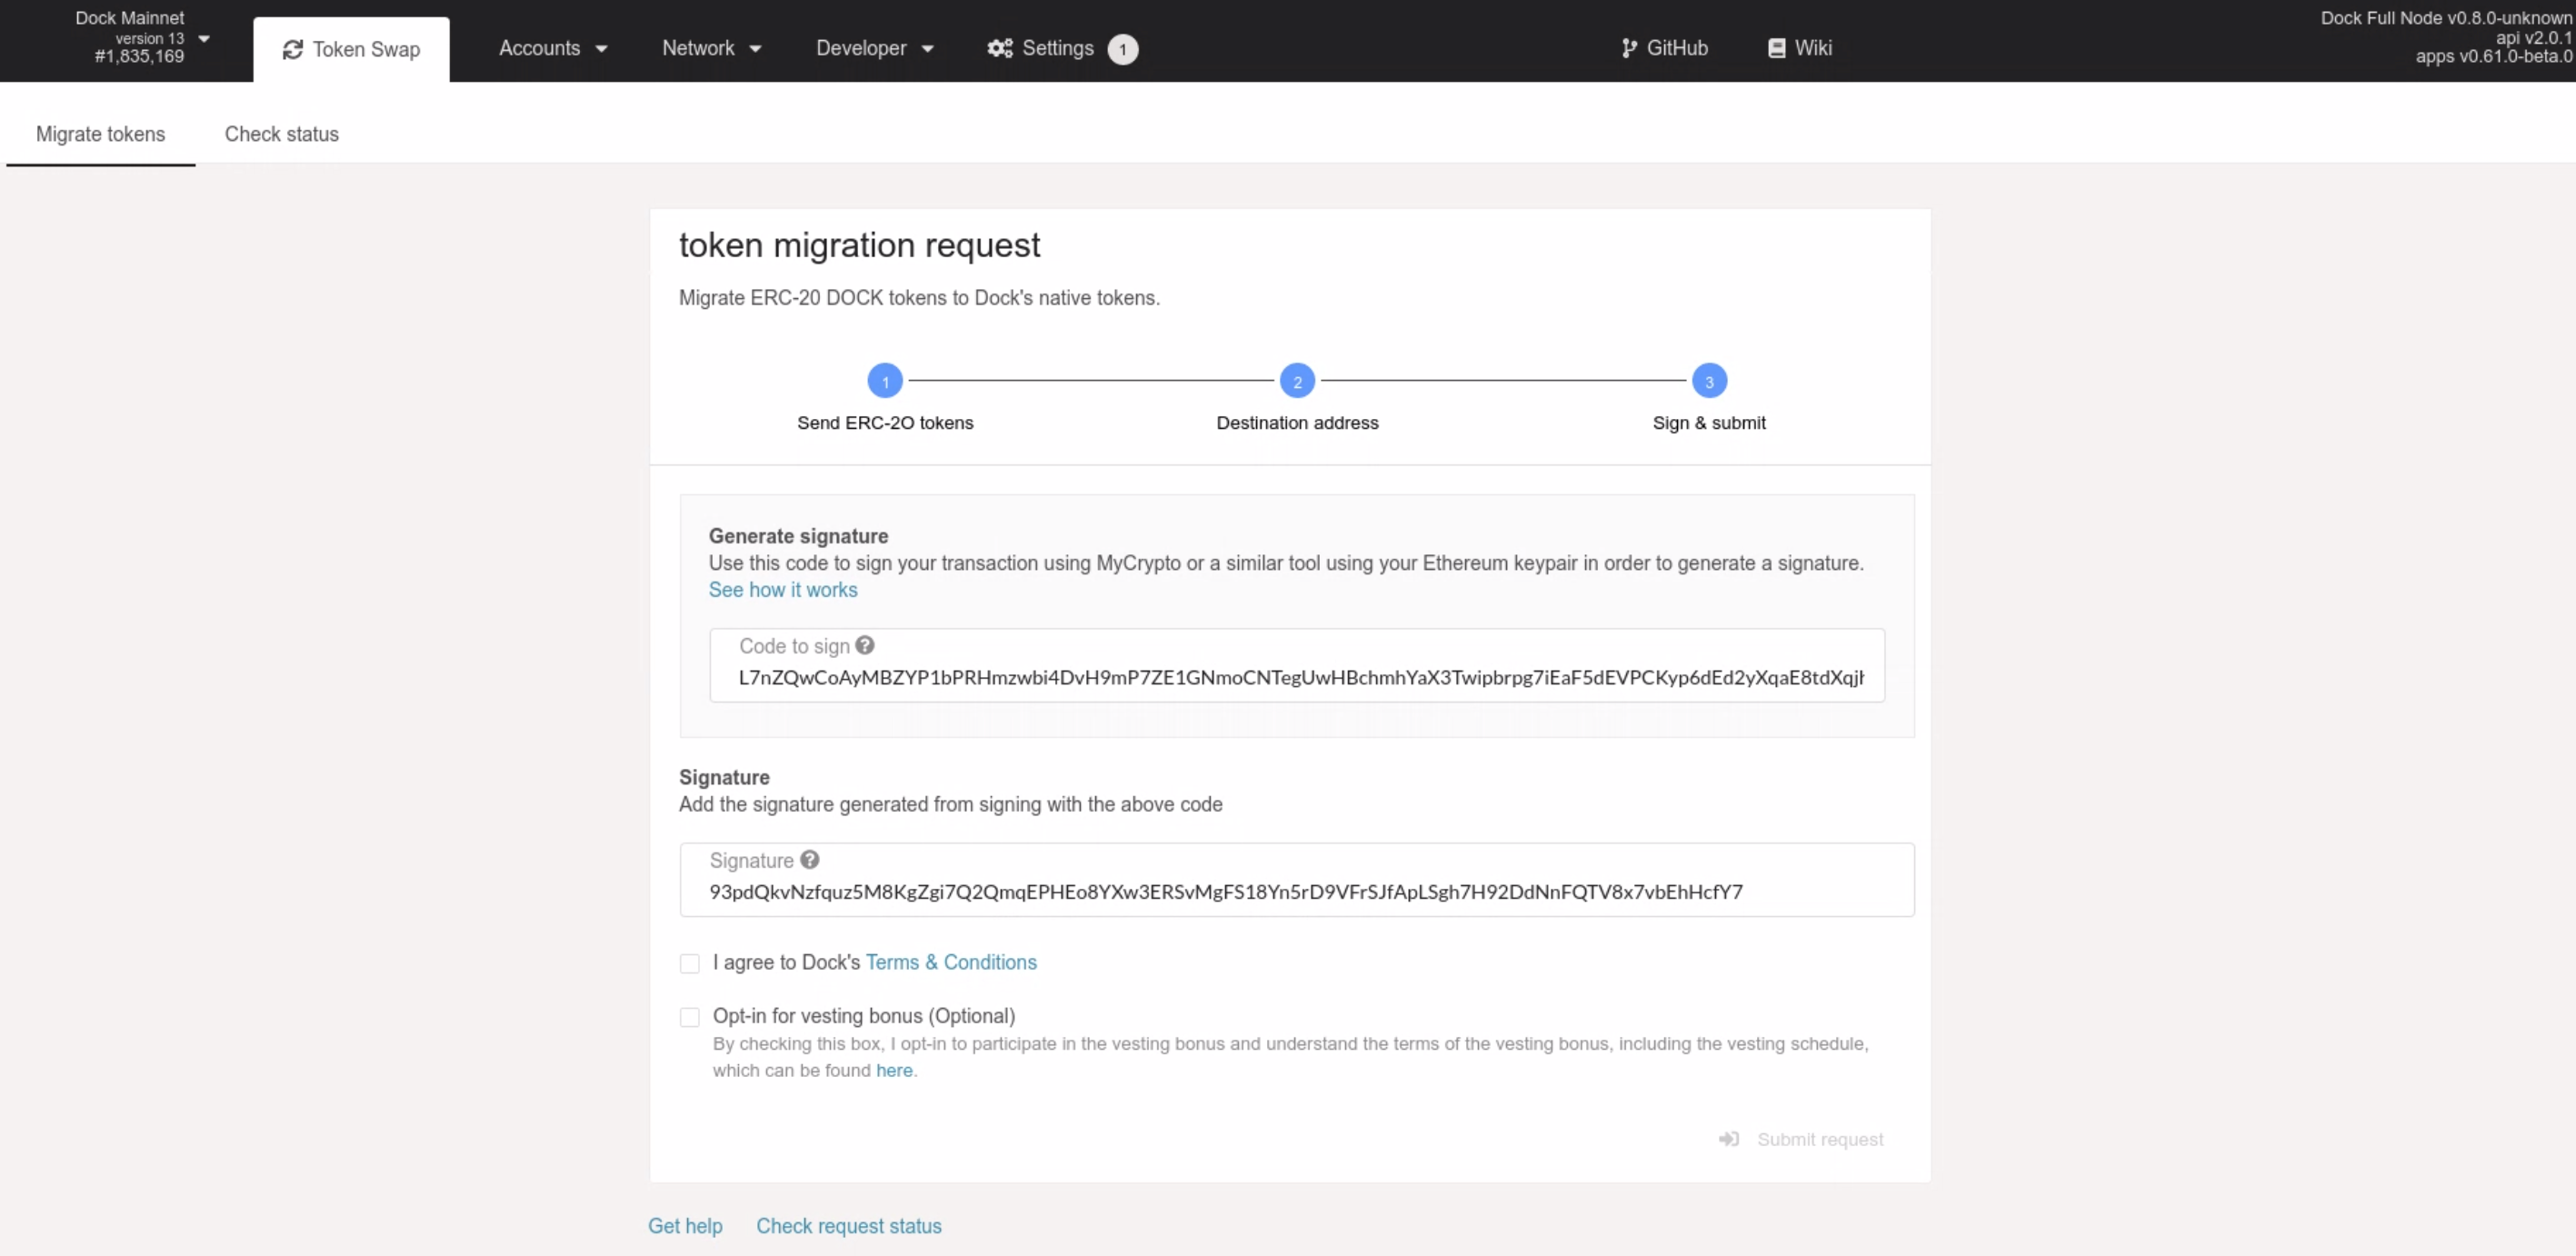 Dock Mainnet
version 13
#1,835,169
Token Swap
Accounts
Network
Developer
Settings
1
GitHub
Wiki
Dock Full Node v0.8.0-unknown
api v2.0.1
apps v0.61.0-beta.0
Migrate tokens
Check status
token migration request
Migrate ERC-20 DOCK tokens to Dock's native tokens.
1
2
3
Send ERC-2O tokens
Destination address
Sign & submit
Generate signature
Use this code to sign your transaction using MyCrypto or a similar tool using your Ethereum keypair in order to generate a signature.
See how it works
Code to sign
L7nZQwCoAyMBZYP1bPRHmzwbi4DvH9mP7ZE1GNmoCNTegUwHBchmhYaX3Twipbrpg7iEaF5dEVPCKyp6dEd2yXqaE8tdXqj
Signature
Add the signature generated from signing with the above code
Signature
93pdQkvNzfquz5M8KgZgi7Q2QmqEPHEo8YXw3ERSvMgFS18Yn5rD9VFrSJfApLSgh7H92DdNnFQTV8x7vbEhHcfY7
I agree to Dock's Terms & Conditions
Opt-in for vesting bonus (Optional)
By checking this box, I opt-in to participate in the vesting bonus and understand the terms of the vesting bonus, including the vesting schedule,
which can be found here.
Submit request
Get help
Check request status